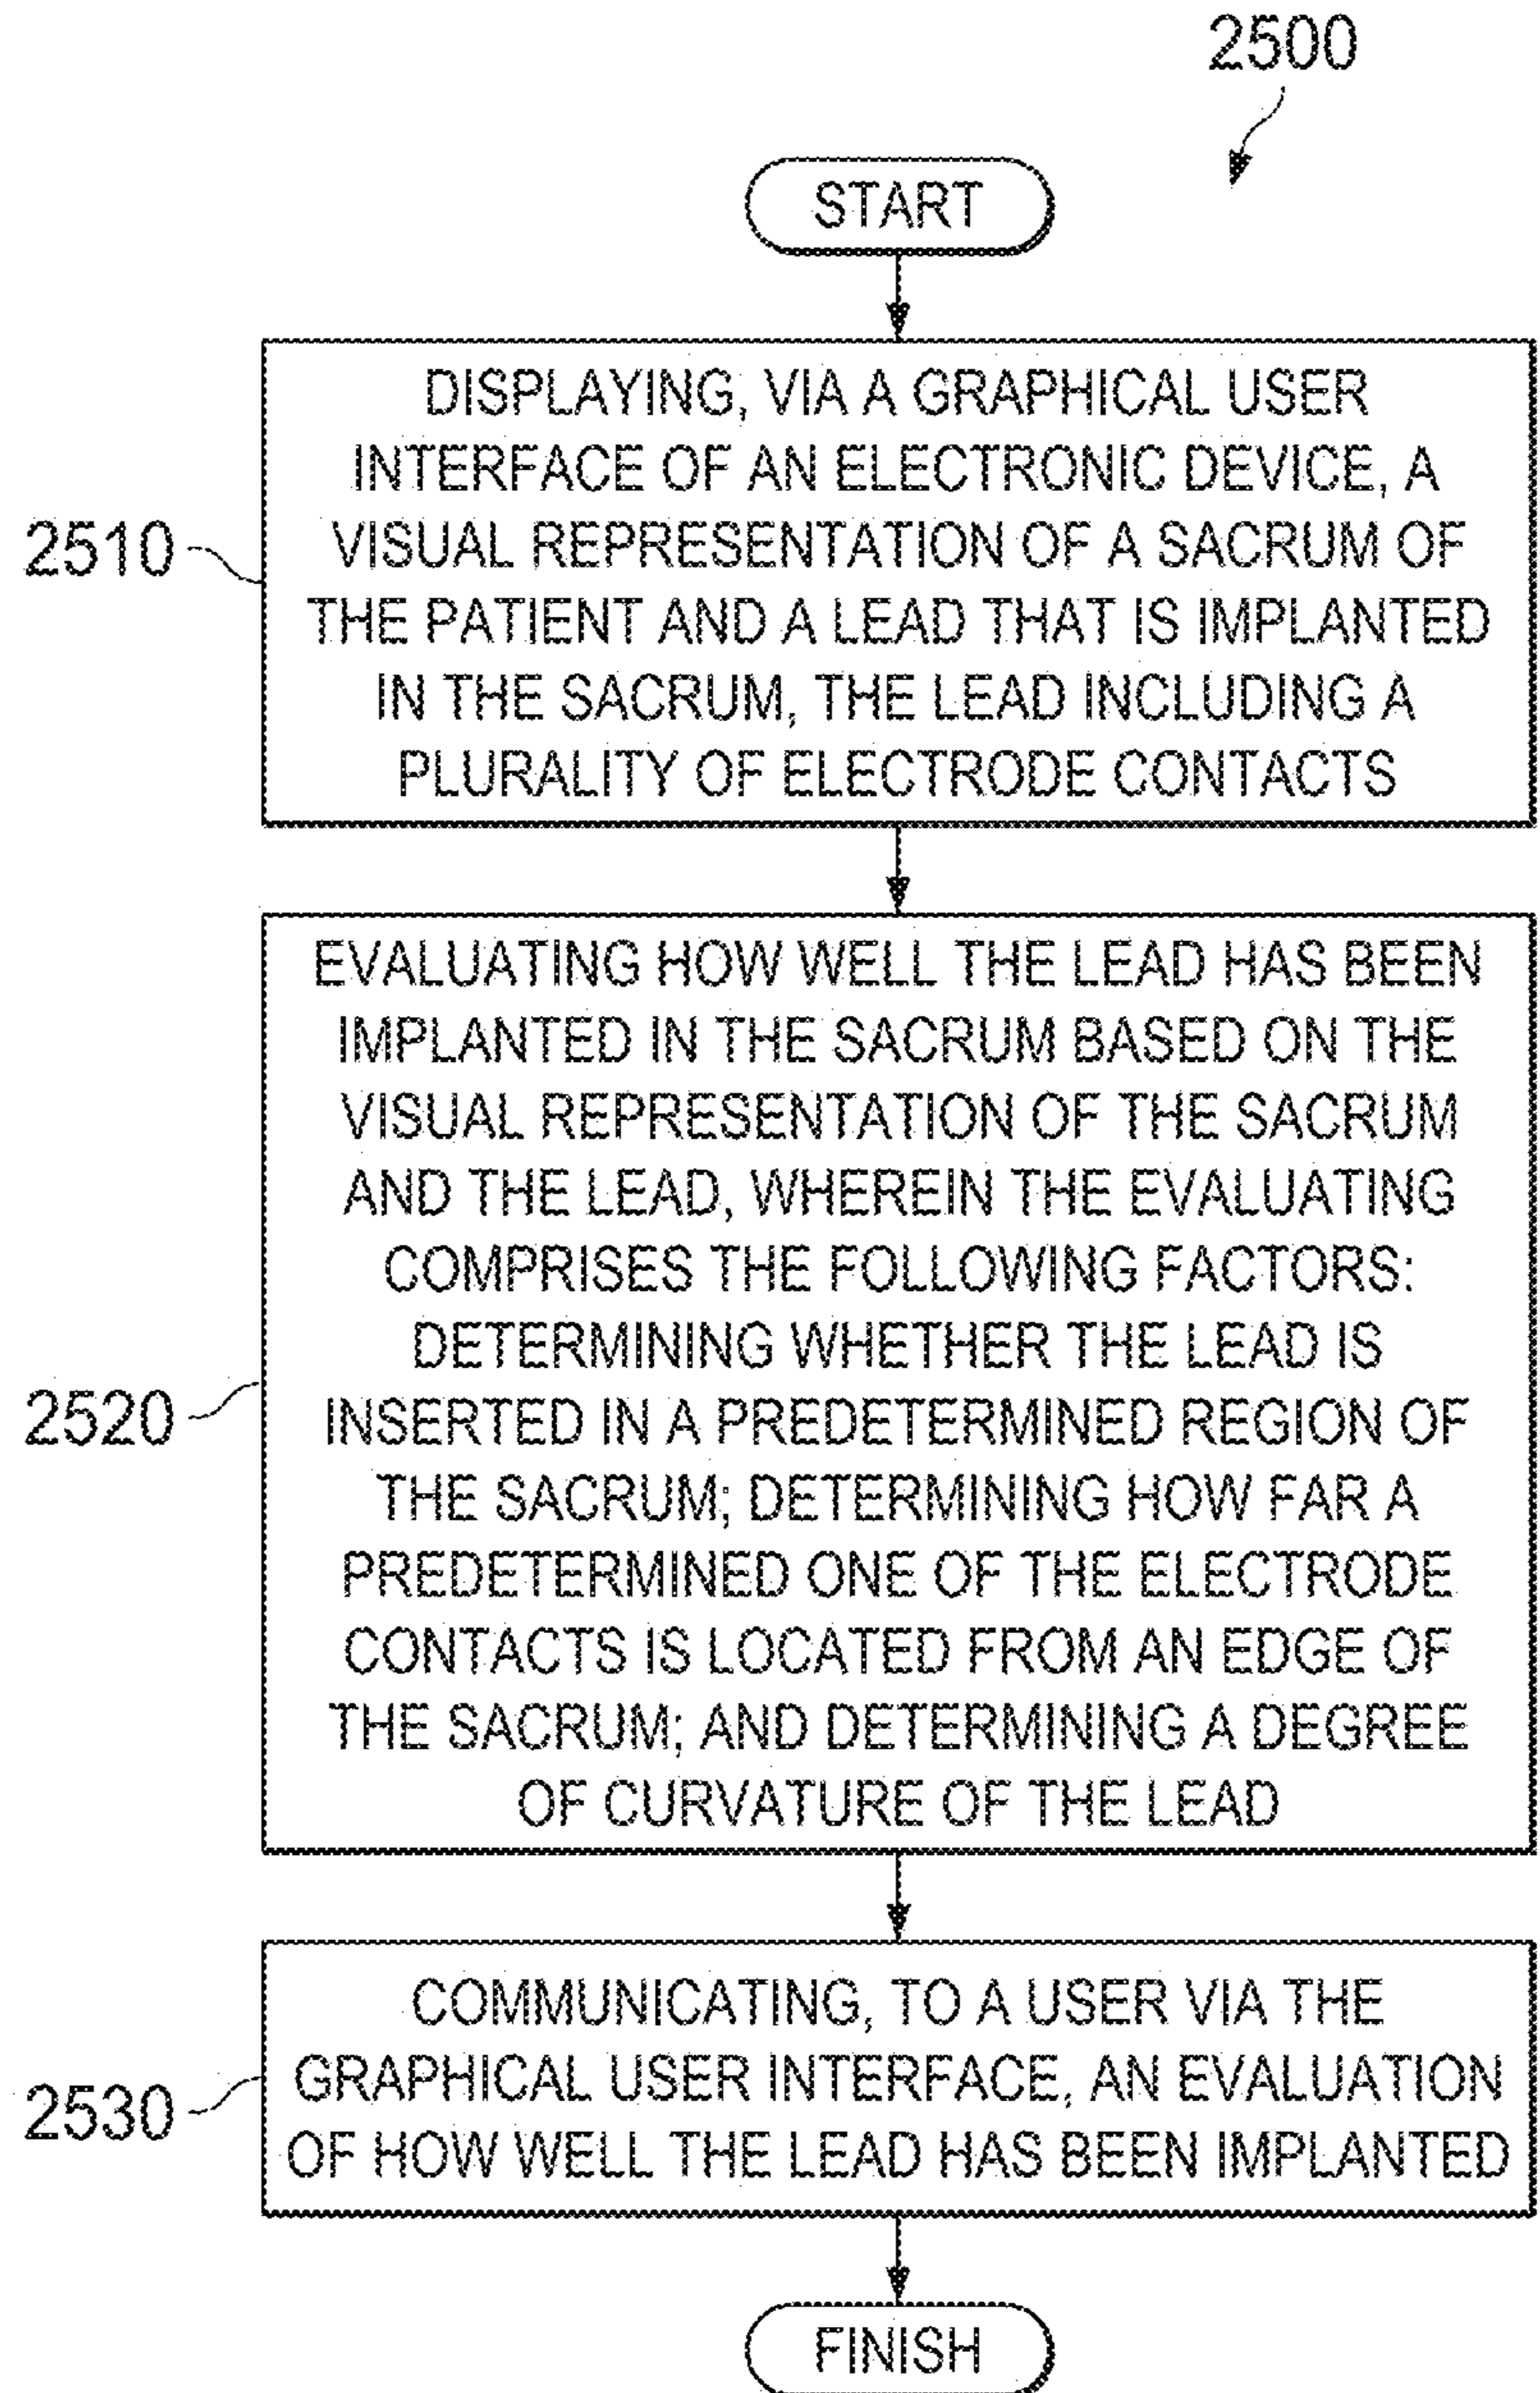 2500
START
DISPLAYING, VIA A GRAPHICAL USER
INTERFACE OF AN ELECTRONIC DEVICE, A
VISUAL REPRESENTATION OF A SACRUM OF
THE PATIENT AND A LEAD THAT IS IMPLANTED
IN THE SACRUM, THE LEAD INCLUDING A
PLURALITY OF ELECTRODE CONTACTS
2510
EVALUATING HOW WELL THE LEAD HAS BEEN
IMPLANTED IN THE SACRUM BASED ON THE
VISUAL REPRESENTATION OF THE SACRUM
AND THE LEAD, WHEREIN THE EVALUATING
COMPRISES THE FOLLOWING FACTORS:
DETERMINING WHETHER THE LEAD IS
INSERTED IN A PREDETERMINED REGION OF
THE SACRUM; DETERMINING HOW FAR A
PREDETERMINED ONE OF THE ELECTRODE
CONTACTS IS LOCATED FROM AN EDGE OF
THE SACRUM; AND DETERMINING A DEGREE
OF CURVATURE OF THE LEAD
2520
COMMUNICATING, TO A USER VIA THE
GRAPHICAL USER INTERFACE, AN EVALUATION
OF HOW WELL THE LEAD HAS BEEN IMPLANTED
2530
FINISH